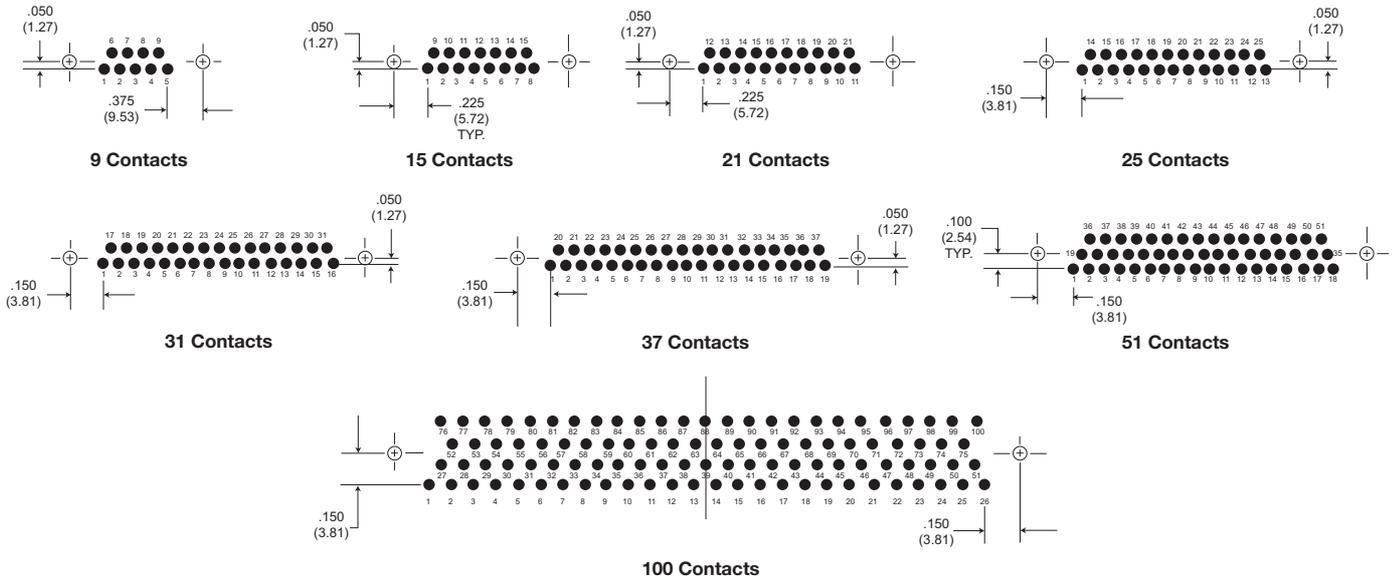 .050
(1.27)
6 7 8 9
1 2 3 4 5
.375
(9.53)
9 Contacts
.050
(1.27)
9 10 11 12 13 14 15
1 2 3 4 5 6 7 8
.225
(5.72)
TYP.
15 Contacts
.050
(1.27)
12 13 14 15 16 17 18 19 20 21
1 2 3 4 5 6 7 8 9 10 11
.225
(5.72)
21 Contacts
.050
(1.27)
14 15 16 17 18 19 20 21 22 23 24 25
1 2 3 4 5 6 7 8 9 10 11 12 13
.150
(3.81)
25 Contacts
.050
(1.27)
17 18 19 20 21 22 23 24 25 26 27 28 29 30 31
1 2 3 4 5 6 7 8 9 10 11 12 13 14 15 16
.150
(3.81)
31 Contacts
.050
(1.27)
20 21 22 23 24 25 26 27 28 29 30 31 32 33 34 35 36 37
1 2 3 4 5 6 7 8 9 10 11 12 13 14 15 16 17 18 19
.150
(3.81)
37 Contacts
.100
(2.54)
TYP.
36 37 38 39 40 41 42 43 44 45 46 47 48 49 50 51
19 35
1 2 3 4 5 6 7 8 9 10 11 12 13 14 15 16 17 18
.150
(3.81)
51 Contacts
76 77 78 79 80 81 82 83 84 85 86 87 88 89 90 91 92 93 94 95 96 97 98 99 100
52 53 54 55 56 57 58 59 60 61 62 63 64 65 66 67 68 69 70 71 72 73 74 75
27 28 29 30 31 32 33 34 35 36 37 38 39 40 41 42 43 44 45 46 47 48 49 50 51
1 2 3 4 5 6 7 8 9 10 11 12 13 14 15 16 17 18 19 20 21 22 23 24 25 26
.150
(3.81)
.150
(3.81)
100 Contacts